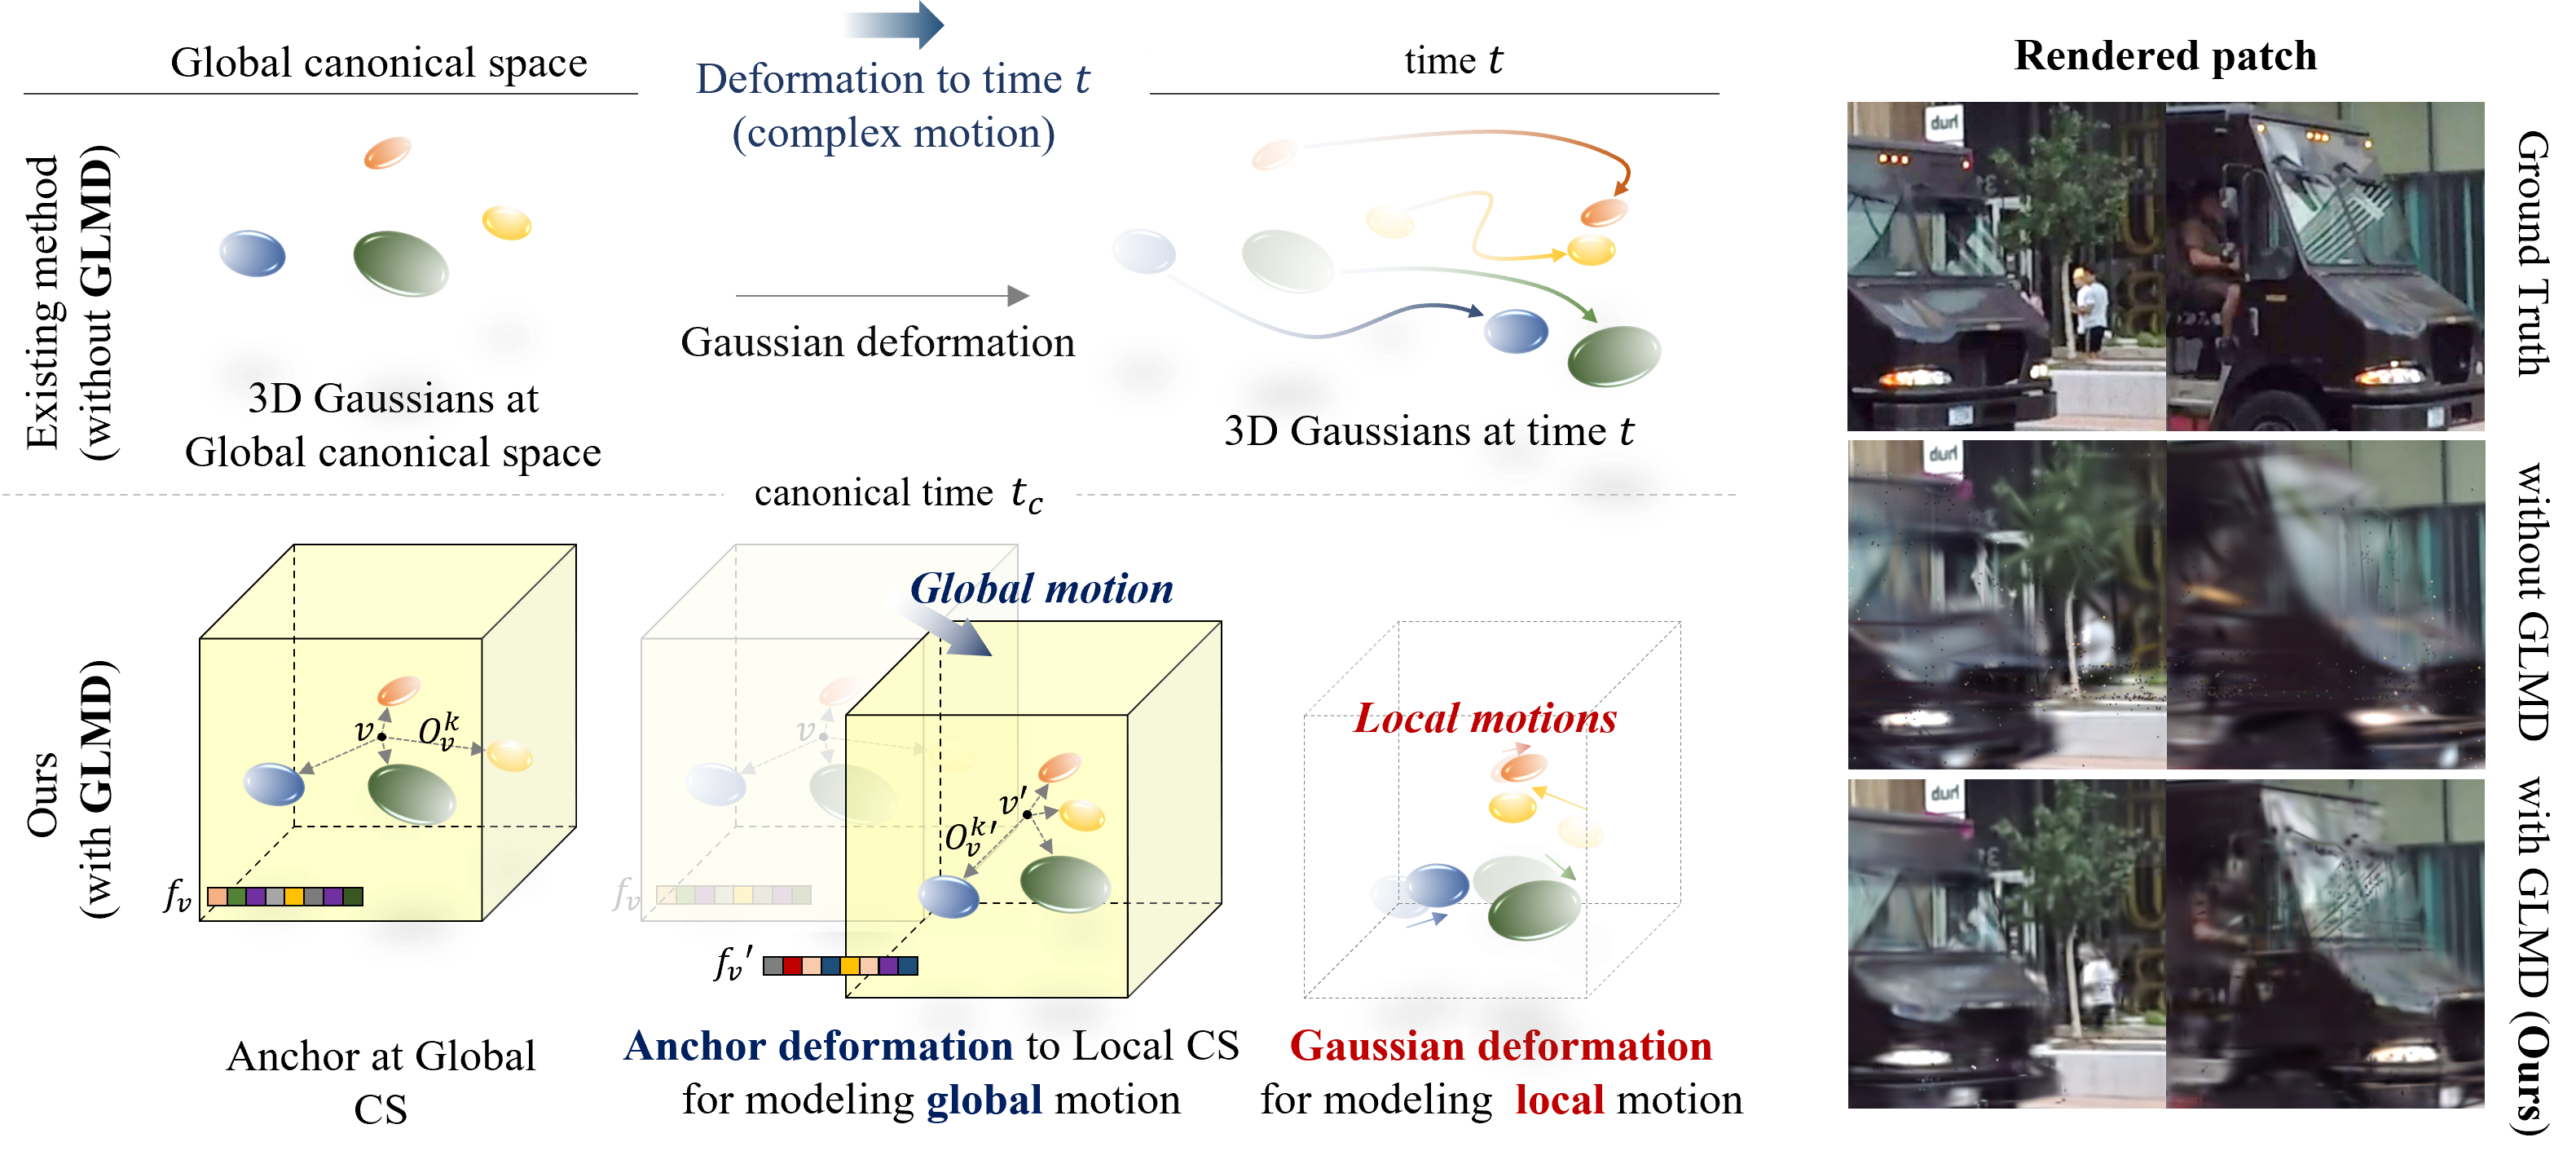 Global canonical space
Deformation to time t
(complex motion)
time t
Rendered patch
Existing method
(without GLMD)
Gaussian deformation
3D Gaussians at
Global canonical space
3D Gaussians at time t
canonical time t_c
Ours
(with GLMD)
v
O_v^k
f_v
Anchor at Global
CS
Global motion
v
f_v
v'
O_v^k'
f_v'
Anchor deformation to Local CS
for modeling global motion
Local motions
Gaussian deformation
for modeling local motion
durl
durl
durl
Ground Truth
without GLMD
with GLMD (Ours)